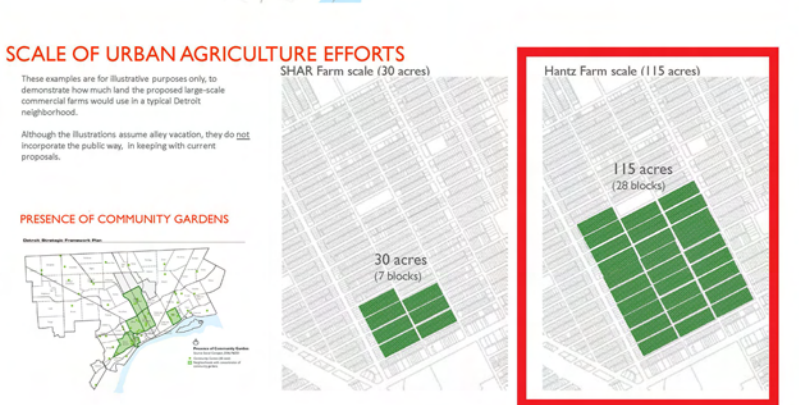 SCALE OF URBAN AGRICULTURE EFFORTS
These examples are for illustrative purposes only, to
demonstrate how much land the proposed large-scale
commercial farms would use in a typical Detroit
neighborhood.
Although the illustrations assume alley vacation, they do not
incorporate the public way, in keeping with current
proposals.
PRESENCE OF COMMUNITY GARDENS
Detroit Strategic Framework Plan
Presence of Community Gardens
SHAR Farm scale (30 acres)
30 acres
(7 blocks)
Hantz Farm scale (115 acres)
115 acres
(28 blocks)